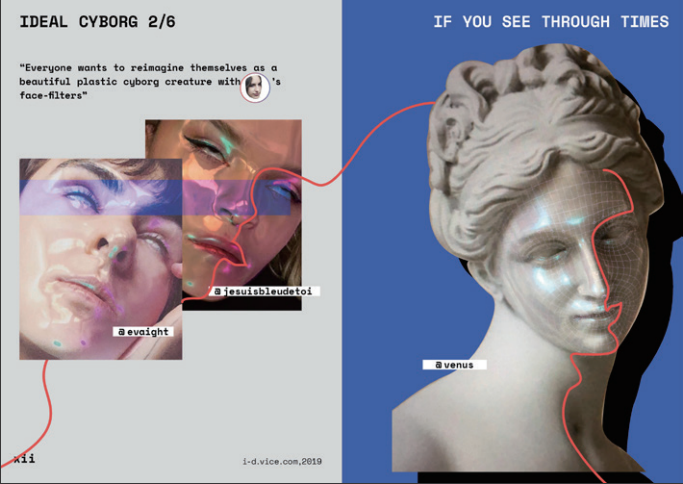 IDEAL CYBORG 2/6
"Everyone wants to reimagine themselves as a
beautiful plastic cyborg creature with 's
face-filters"
@jesuisbleudetoi
@evaight
xii
i-d.vice.com,2019
IF YOU SEE THROUGH TIMES
@venus